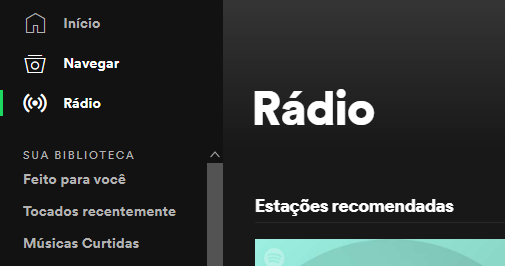 Início
Navegar
Rádio
SUA BIBLIOTECA
Feito para você
Tocados recentemente
Músicas Curtidas
Rádio
Estações recomendadas